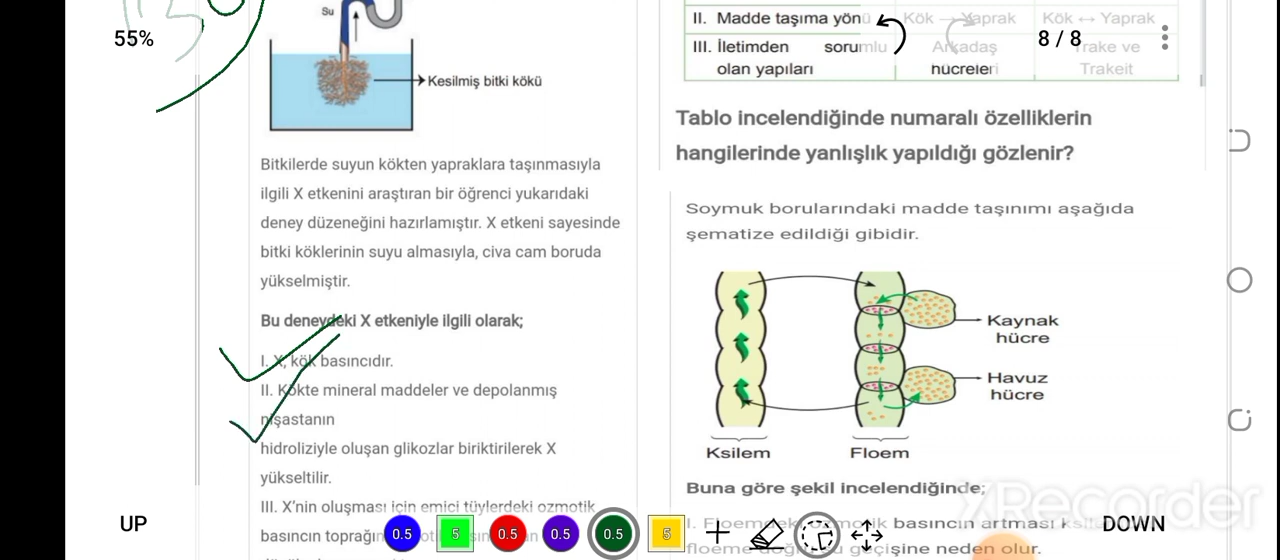 55%
Su
Kesilmiş bitki kökü
Bitkilerde suyun kökten yapraklara taşınmasıyla
ilgili X etkenini araştıran bir öğrenci yukarıdaki
deney düzeneğini hazırlamıştır. X etkeni sayesinde
bitki köklerinin suyu almasıyla, civa cam boruda
yükselmiştir.
Bu deneydeki X etkeniyle ilgili olarak;
I. X, kök basıncıdır.
II. Kökte mineral maddeler ve depolanmış
nişastanın
hidroliziyle oluşan glikozlar biriktirilerek X
yükseltilir.
III. X'nin oluşması için emici tüylerdeki ozmotik
basıncın toprağın
II. Madde taşıma yönü Kök → Yaprak Kök ↔ Yaprak
III. İletimden sorumlu Arkadaş Trake ve
olan yapıları hücreleri Trakeit
8 / 8
Tablo incelendiğinde numaralı özelliklerin
hangilerinde yanlışlık yapıldığı gözlenir?
Soymuk borularındaki madde taşınımı aşağıda
şematize edildiği gibidir.
Kaynak
hücre
Havuz
hücre
Ksilem Floem
Buna göre şekil incelendiğinde;
I. basıncın artması
floeme geçişine neden olur.
XRecorder
UP
0.5 5 0.5 0.5 0.5 5
DOWN